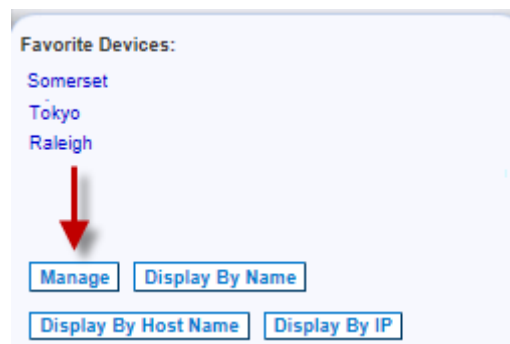 Favorite Devices:
Somerset
Tokyo
Raleigh
Manage Display By Name
Display By Host Name Display By IP